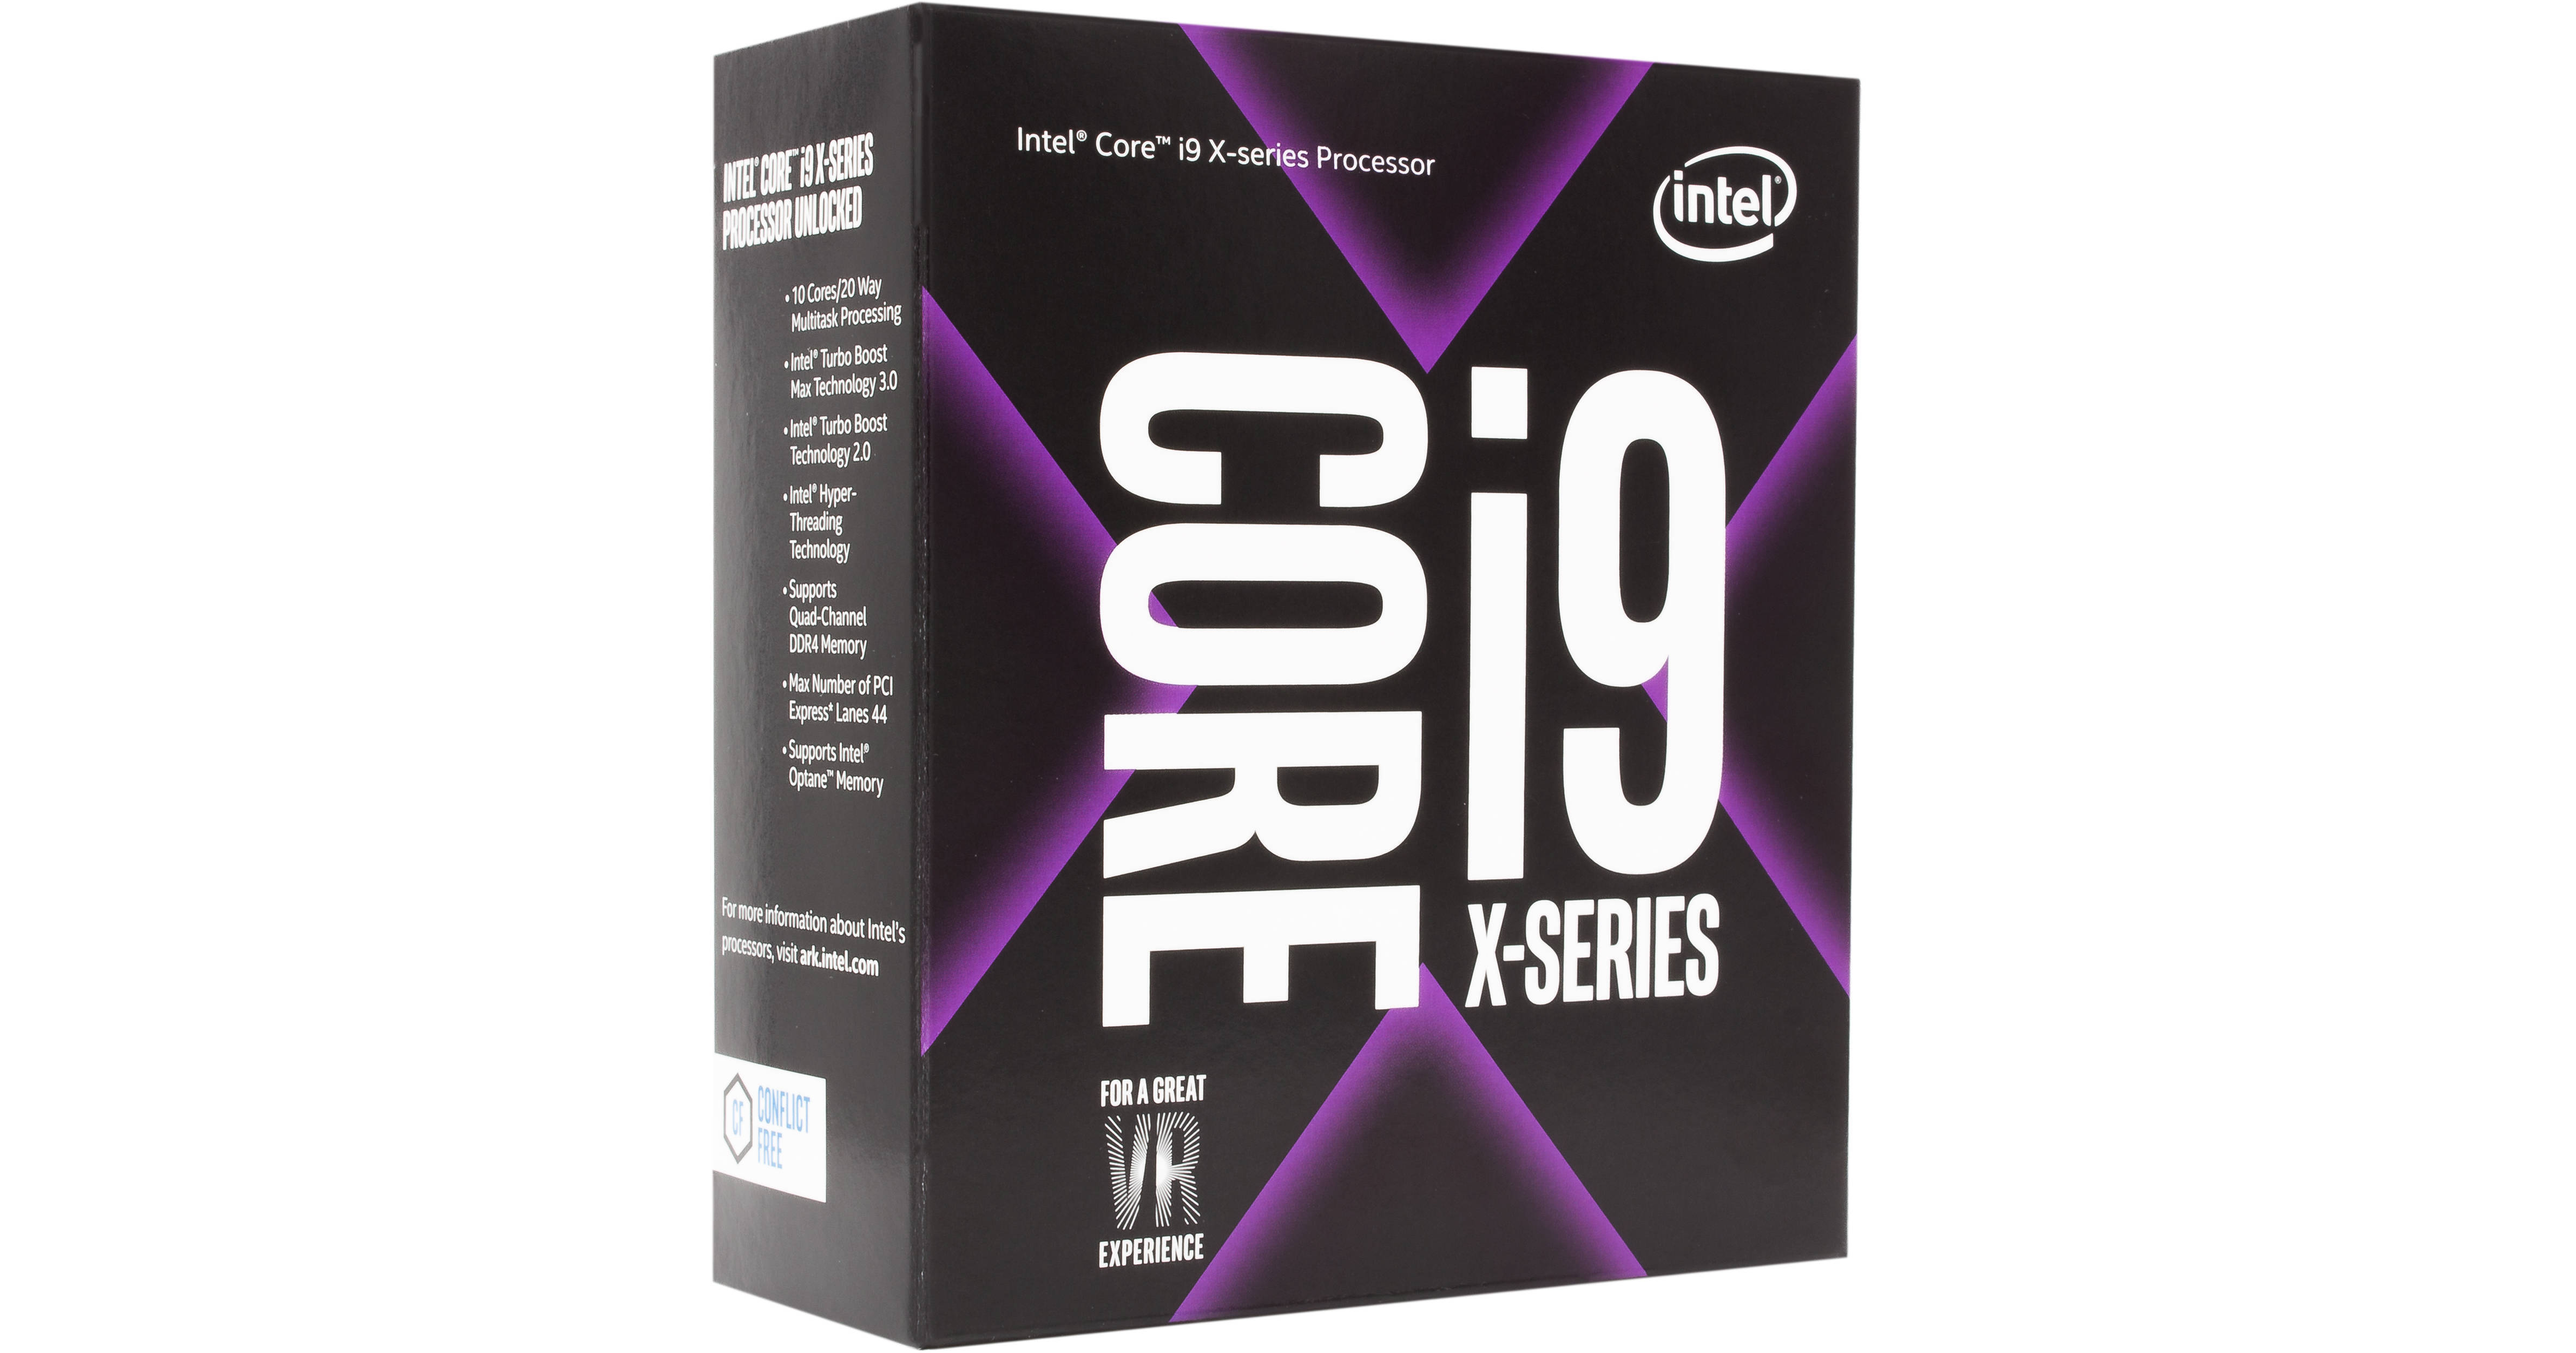 INTEL® CORE™ i9 X-SERIES
PROCESSOR UNLOCKED
• 10 Cores/20 Way
Multitask Processing
• Intel® Turbo Boost
Max Technology 3.0
• Intel® Turbo Boost
Technology 2.0
• Intel® Hyper-
Threading
Technology
• Supports
Quad-Channel
DDR4 Memory
• Max Number of PCI
Express* Lanes 44
• Supports Intel®
Optane™ Memory
For more information about Intel's
processors, visit ark.intel.com
CF
CONFLICT
FREE
Intel® Core™ i9 X-series Processor
intel®
CORE
i9
X-SERIES
FOR A GREAT
VR
EXPERIENCE